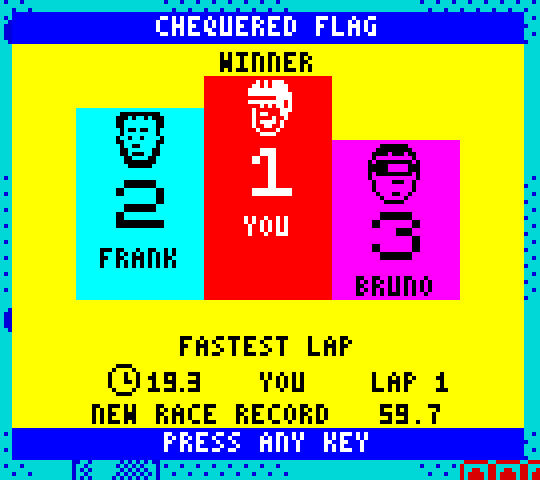 CHEQUERED FLAG
WINNER
1
YOU
2
FRANK
3
BRUNO
FASTEST LAP
19.3 YOU LAP 1
NEW RACE RECORD 59.7
PRESS ANY KEY